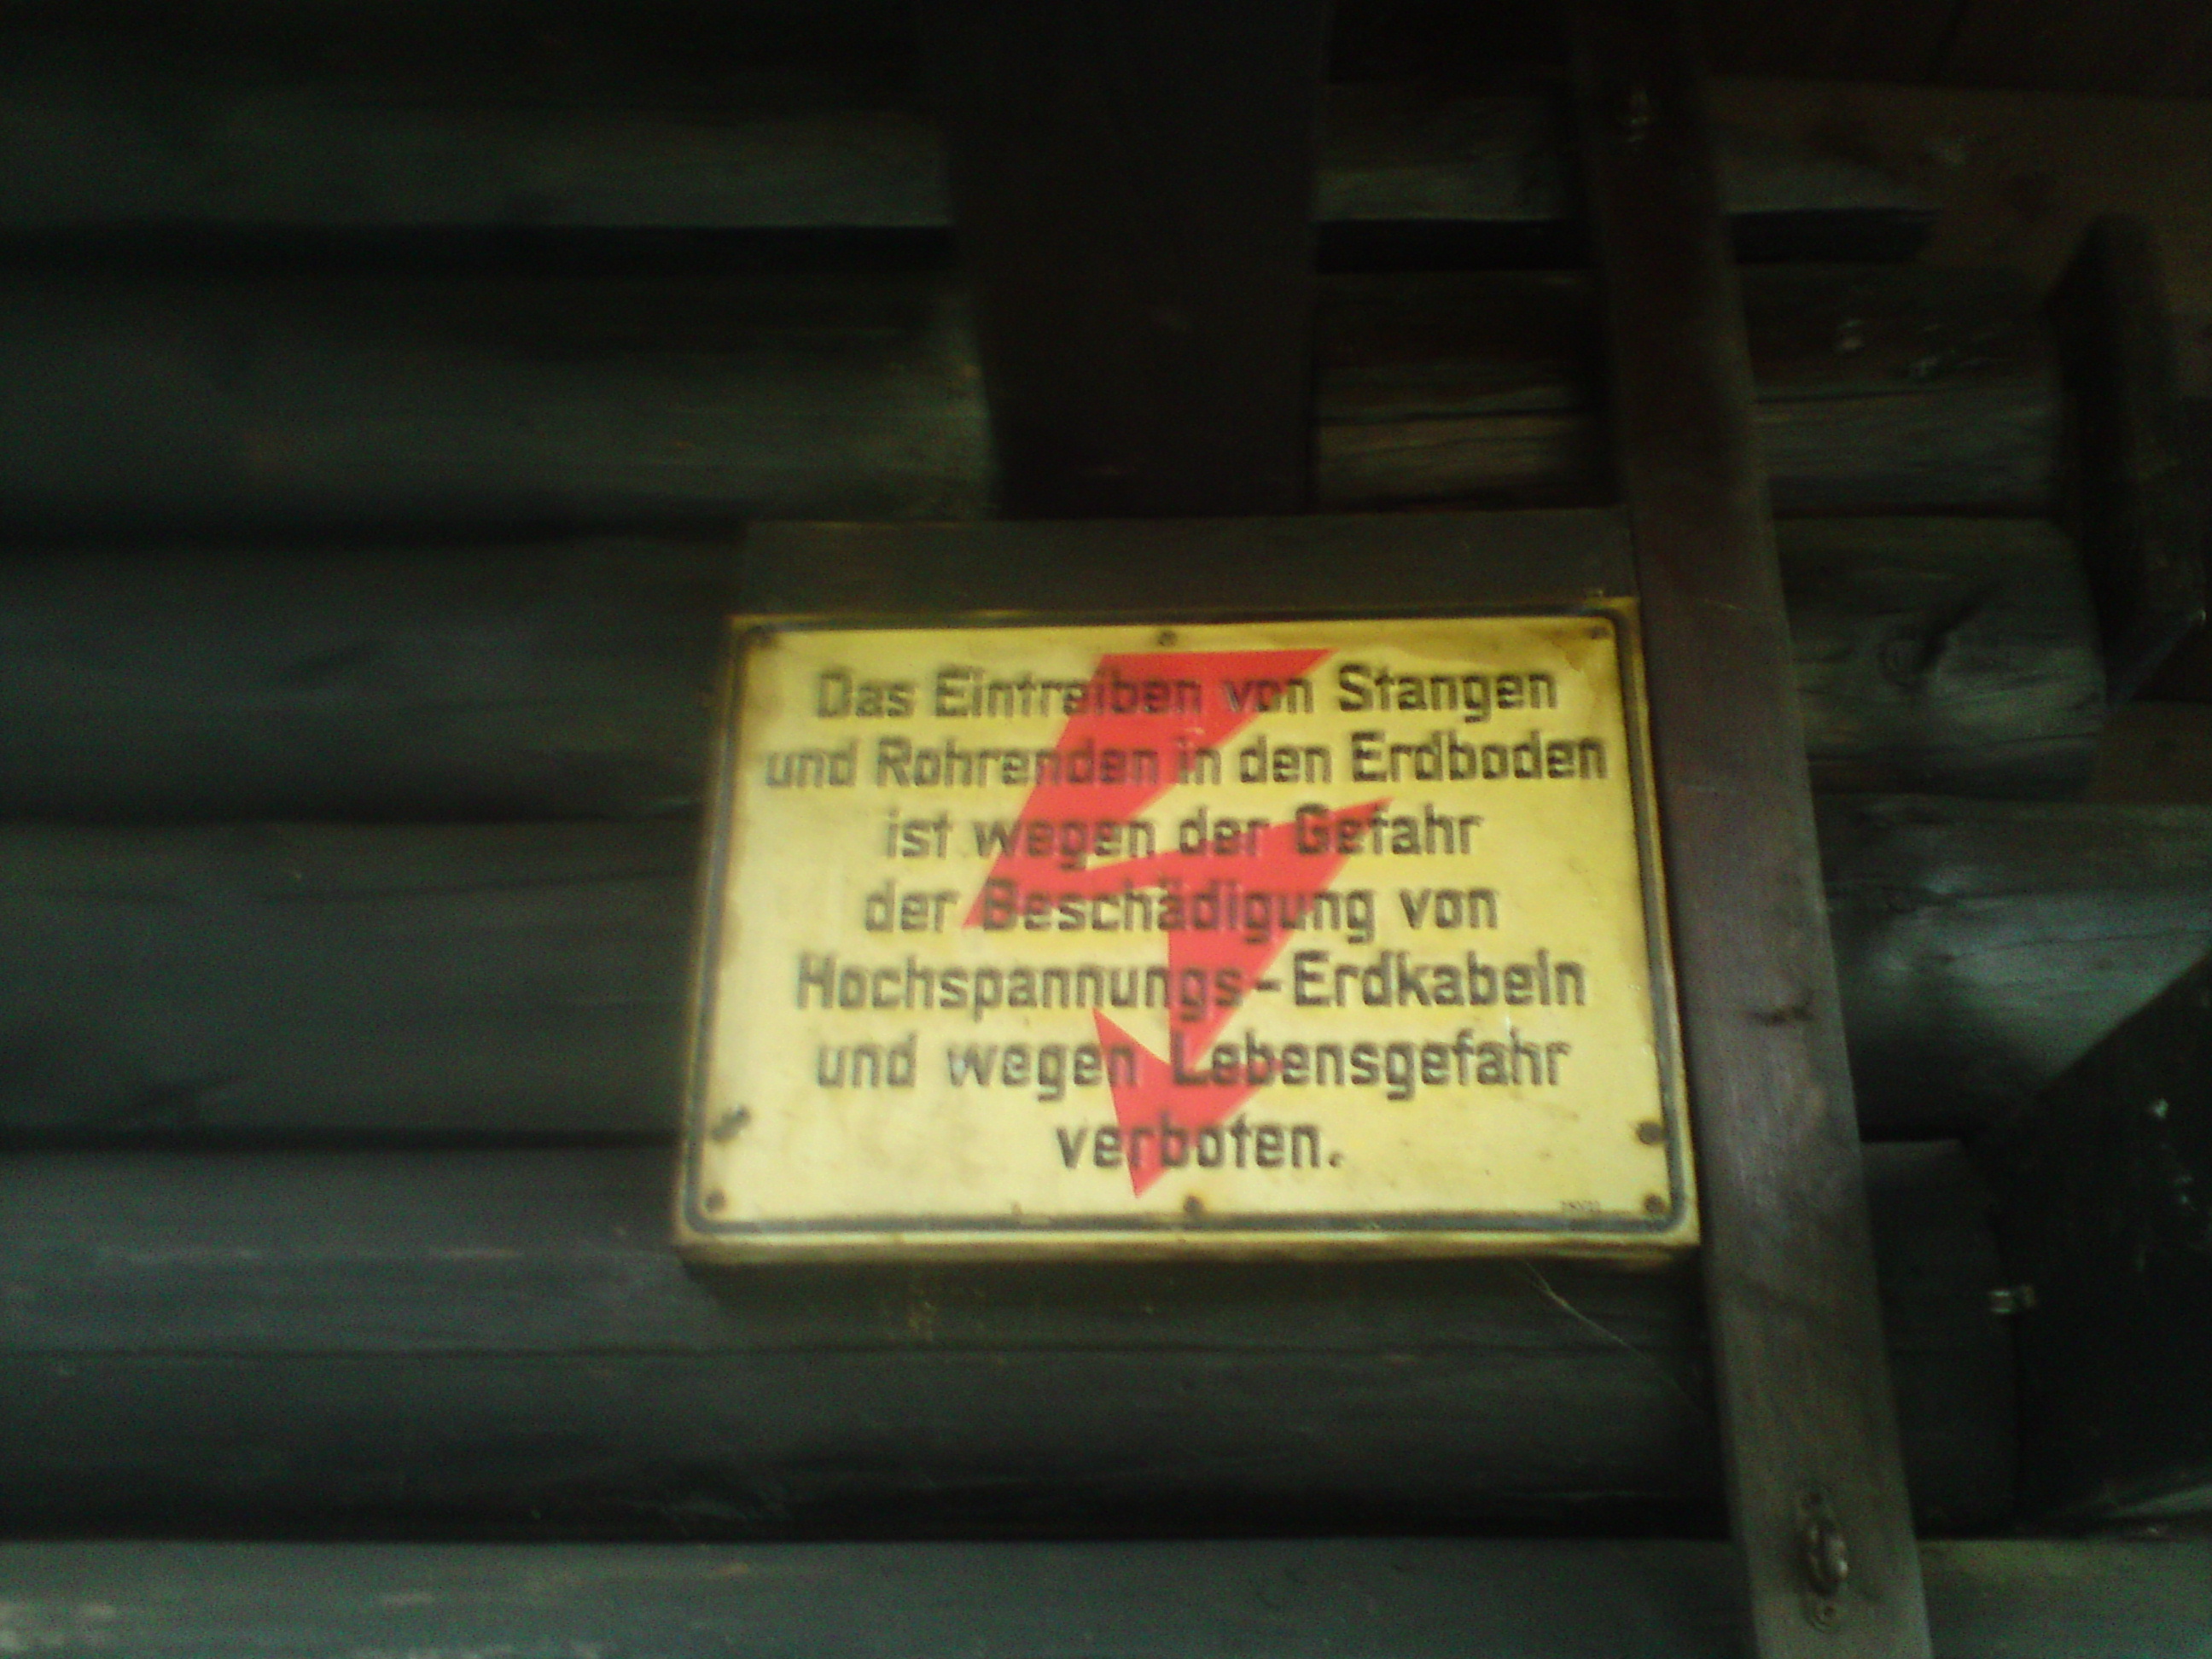 Das Eintreiben von Stangen
und Rohrenden in den Erdboden
ist wegen der Gefahr
der Beschädigung von
Hochspannungs-Erdkabeln
und wegen Lebensgefahr
verboten.